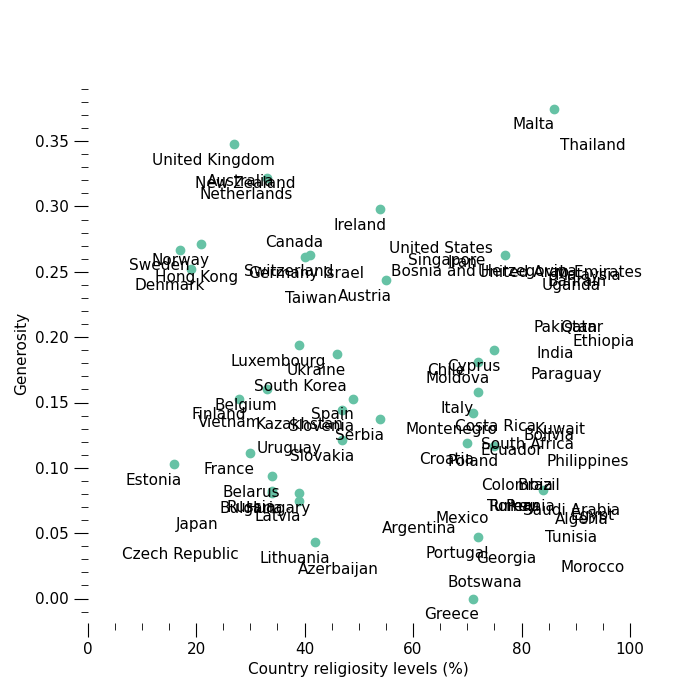 Malta
0.35
Thailand
United Kingdom
Australia
New Zealand
Netherlands
0.30
Ireland
Canada
United States
Norway
Singapore
Iran
Sweden
Switzerland
Germany
Israel
Bosnia and Herzegovina
United Arab Emirates
0.25
Hong Kong
Malaysia
Bahrain
Denmark
Uganda
Taiwan
Austria
Pakistan
Qatar
0.20
Ethiopia
Luxembourg
India
Ukraine
Cyprus
Chile
Moldova
Paraguay
South Korea
0.15
Belgium
Italy
Finland
Spain
Vietnam
Kazakhstan
Slovenia
Costa Rica
Montenegro
Kuwait
Serbia
Bolivia
South Africa
Uruguay
Ecuador
Slovakia
Croatia
Poland
Philippines
0.10
France
Estonia
Colombia
Brazil
Belarus
Bulgaria
Hungary
Latvia
Romania
Saudi Arabia
Mexico
Algeria
Egypt
Japan
Argentina
0.05
Tunisia
Czech Republic
Lithuania
Portugal
Georgia
Azerbaijan
Morocco
Botswana
0.00
Greece
0
20
40
60
80
100
Country religiosity levels (%)
Generosity